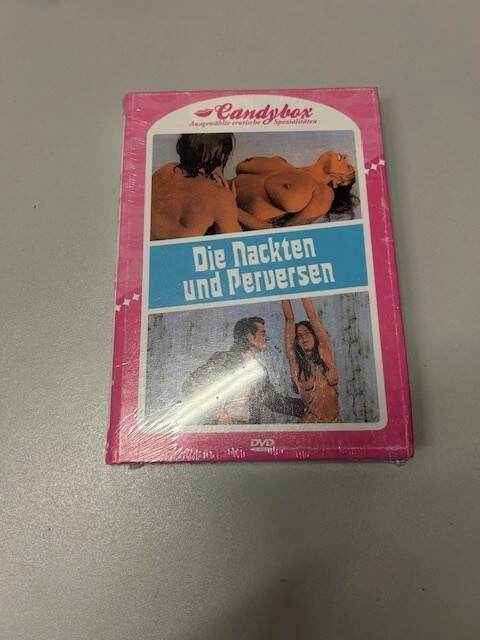 Candybox
Ausgewählte erotische Spezialitäten
Die Nackten
und Perversen
DVD